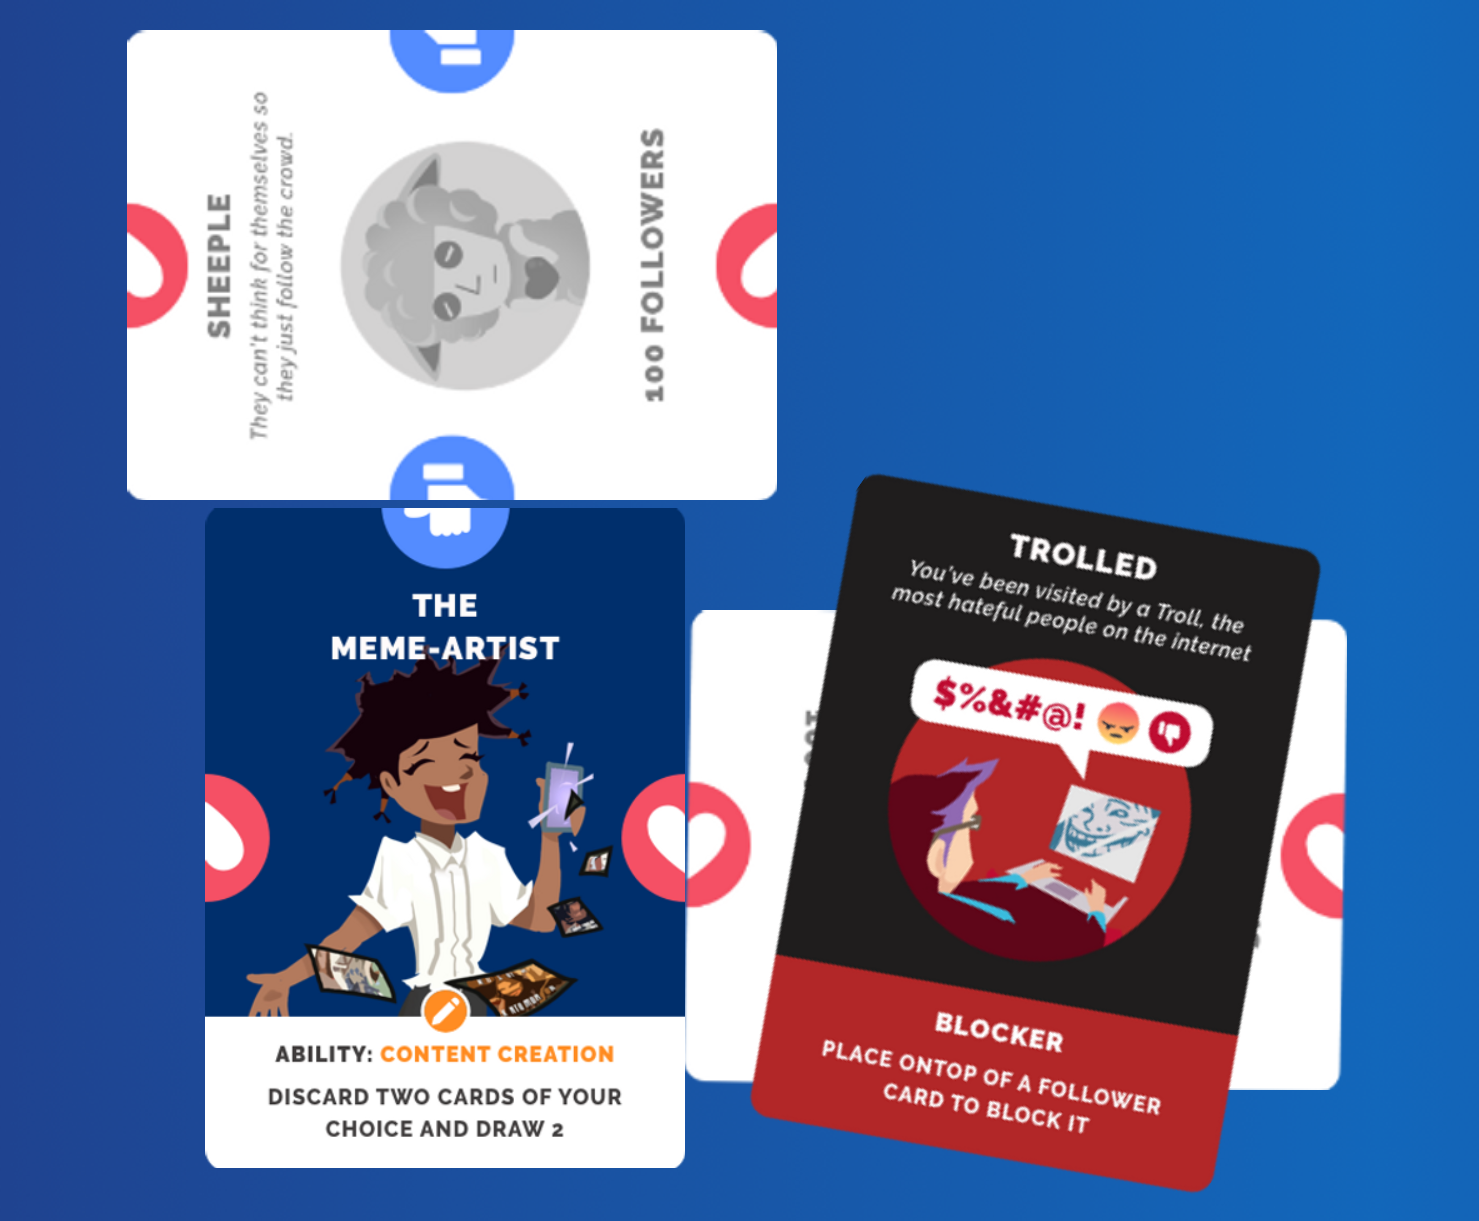 SHEEPLE
They can't think for themselves so
they just follow the crowd.
100 FOLLOWERS
THE
MEME-ARTIST
ABILITY: CONTENT CREATION
DISCARD TWO CARDS OF YOUR
CHOICE AND DRAW 2
TROLLED
You've been visited by a Troll, the
most hateful people on the internet
$%&#@!
BLOCKER
PLACE ONTOP OF A FOLLOWER
CARD TO BLOCK IT